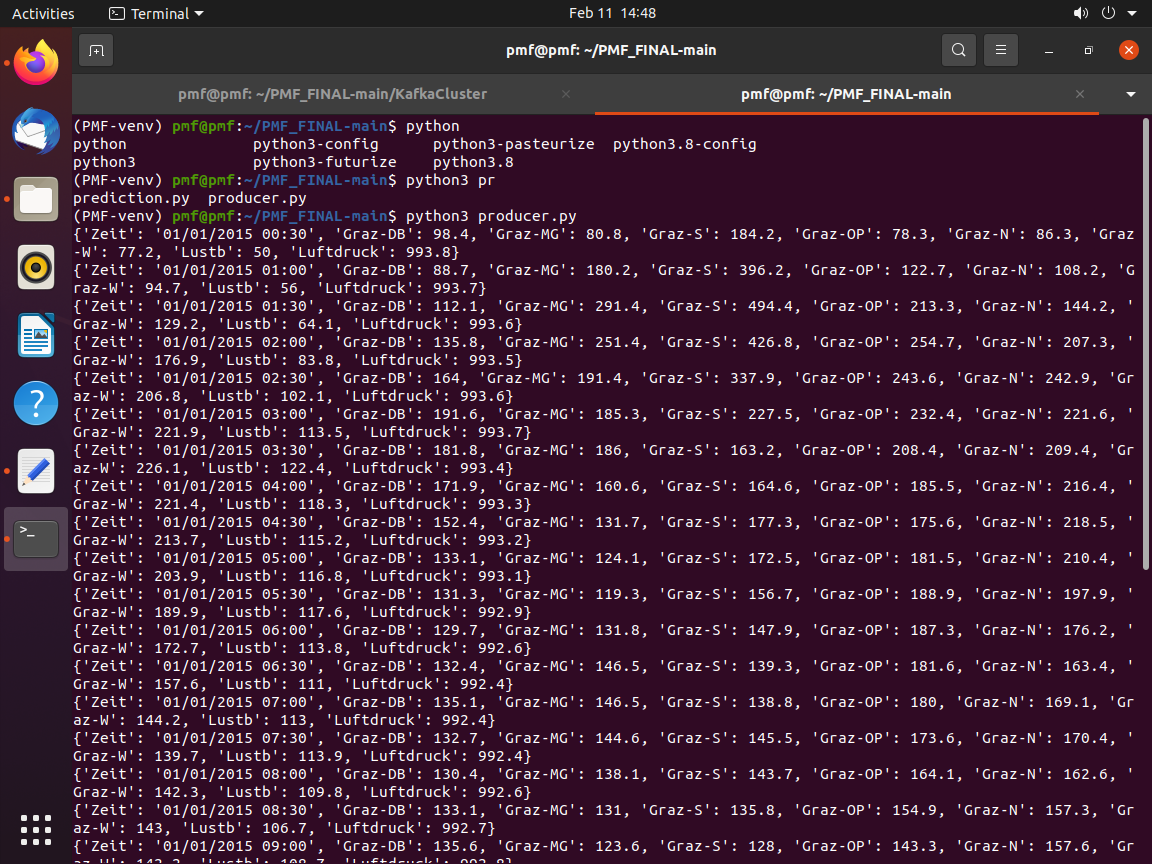 Activities Terminal Feb 11 14:48
pmf@pmf: ~/PMF_FINAL-main
pmf@pmf: ~/PMF_FINAL-main/KafkaCluster × pmf@pmf: ~/PMF_FINAL-main ×
(PMF-venv) pmf@pmf:~/PMF_FINAL-main$ python
python python3-config python3-pasteurize python3.8-config
python3 python3-futurize python3.8
(PMF-venv) pmf@pmf:~/PMF_FINAL-main$ python3 pr
prediction.py producer.py
(PMF-venv) pmf@pmf:~/PMF_FINAL-main$ python3 producer.py
{'Zeit': '01/01/2015 00:30', 'Graz-DB': 98.4, 'Graz-MG': 80.8, 'Graz-S': 184.2, 'Graz-OP': 78.3, 'Graz-N': 86.3, 'Graz
-W': 77.2, 'Lustb': 50, 'Luftdruck': 993.8}
{'Zeit': '01/01/2015 01:00', 'Graz-DB': 88.7, 'Graz-MG': 180.2, 'Graz-S': 396.2, 'Graz-OP': 122.7, 'Graz-N': 108.2, 'G
raz-W': 94.7, 'Lustb': 56, 'Luftdruck': 993.7}
{'Zeit': '01/01/2015 01:30', 'Graz-DB': 112.1, 'Graz-MG': 291.4, 'Graz-S': 494.4, 'Graz-OP': 213.3, 'Graz-N': 144.2, '
Graz-W': 129.2, 'Lustb': 64.1, 'Luftdruck': 993.6}
{'Zeit': '01/01/2015 02:00', 'Graz-DB': 135.8, 'Graz-MG': 251.4, 'Graz-S': 426.8, 'Graz-OP': 254.7, 'Graz-N': 207.3, '
Graz-W': 176.9, 'Lustb': 83.8, 'Luftdruck': 993.5}
{'Zeit': '01/01/2015 02:30', 'Graz-DB': 164, 'Graz-MG': 191.4, 'Graz-S': 337.9, 'Graz-OP': 243.6, 'Graz-N': 242.9, 'Gr
az-W': 206.8, 'Lustb': 102.1, 'Luftdruck': 993.6}
{'Zeit': '01/01/2015 03:00', 'Graz-DB': 191.6, 'Graz-MG': 185.3, 'Graz-S': 227.5, 'Graz-OP': 232.4, 'Graz-N': 221.6, '
Graz-W': 221.9, 'Lustb': 113.5, 'Luftdruck': 993.7}
{'Zeit': '01/01/2015 03:30', 'Graz-DB': 181.8, 'Graz-MG': 186, 'Graz-S': 163.2, 'Graz-OP': 208.4, 'Graz-N': 209.4, 'Gr
az-W': 226.1, 'Lustb': 122.4, 'Luftdruck': 993.4}
{'Zeit': '01/01/2015 04:00', 'Graz-DB': 171.9, 'Graz-MG': 160.6, 'Graz-S': 164.6, 'Graz-OP': 185.5, 'Graz-N': 216.4, '
Graz-W': 221.4, 'Lustb': 118.3, 'Luftdruck': 993.3}
{'Zeit': '01/01/2015 04:30', 'Graz-DB': 152.4, 'Graz-MG': 131.7, 'Graz-S': 177.3, 'Graz-OP': 175.6, 'Graz-N': 218.5, '
Graz-W': 213.7, 'Lustb': 115.2, 'Luftdruck': 993.2}
{'Zeit': '01/01/2015 05:00', 'Graz-DB': 133.1, 'Graz-MG': 124.1, 'Graz-S': 172.5, 'Graz-OP': 181.5, 'Graz-N': 210.4, '
Graz-W': 203.9, 'Lustb': 116.8, 'Luftdruck': 993.1}
{'Zeit': '01/01/2015 05:30', 'Graz-DB': 131.3, 'Graz-MG': 119.3, 'Graz-S': 156.7, 'Graz-OP': 188.9, 'Graz-N': 197.9, '
Graz-W': 189.9, 'Lustb': 117.6, 'Luftdruck': 992.9}
{'Zeit': '01/01/2015 06:00', 'Graz-DB': 129.7, 'Graz-MG': 131.8, 'Graz-S': 147.9, 'Graz-OP': 187.3, 'Graz-N': 176.2, '
Graz-W': 172.7, 'Lustb': 113.8, 'Luftdruck': 992.6}
{'Zeit': '01/01/2015 06:30', 'Graz-DB': 132.4, 'Graz-MG': 146.5, 'Graz-S': 139.3, 'Graz-OP': 181.6, 'Graz-N': 163.4, '
Graz-W': 157.6, 'Lustb': 111, 'Luftdruck': 992.4}
{'Zeit': '01/01/2015 07:00', 'Graz-DB': 135.1, 'Graz-MG': 146.5, 'Graz-S': 138.8, 'Graz-OP': 180, 'Graz-N': 169.1, 'Gr
az-W': 144.2, 'Lustb': 113, 'Luftdruck': 992.4}
{'Zeit': '01/01/2015 07:30', 'Graz-DB': 132.7, 'Graz-MG': 144.6, 'Graz-S': 145.5, 'Graz-OP': 173.6, 'Graz-N': 170.4, '
Graz-W': 139.7, 'Lustb': 113.9, 'Luftdruck': 992.4}
{'Zeit': '01/01/2015 08:00', 'Graz-DB': 130.4, 'Graz-MG': 138.1, 'Graz-S': 143.7, 'Graz-OP': 164.1, 'Graz-N': 162.6, '
Graz-W': 142.3, 'Lustb': 109.8, 'Luftdruck': 992.6}
{'Zeit': '01/01/2015 08:30', 'Graz-DB': 133.1, 'Graz-MG': 131, 'Graz-S': 135.8, 'Graz-OP': 154.9, 'Graz-N': 157.3, 'Gr
az-W': 143, 'Lustb': 106.7, 'Luftdruck': 992.7}
{'Zeit': '01/01/2015 09:00', 'Graz-DB': 135.6, 'Graz-MG': 123.6, 'Graz-S': 128, 'Graz-OP': 143.3, 'Graz-N': 157.6, 'Gr